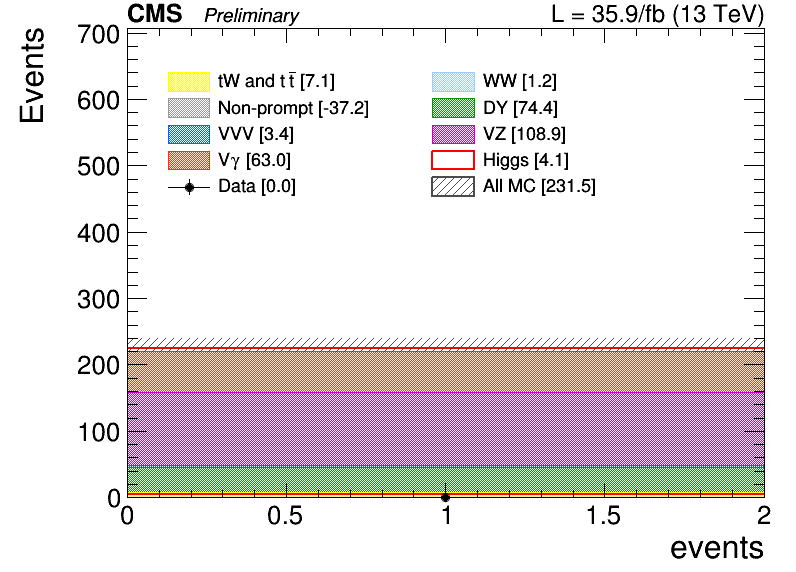 CMS Preliminary L = 35.9/fb (13 TeV)
Events
700
600
500
400
300
200
100
0
tW and t t̅ [7.1]
WW [1.2]
Non-prompt [-37.2]
DY [74.4]
VVV [3.4]
VZ [108.9]
Vγ [63.0]
Higgs [4.1]
Data [0.0]
All MC [231.5]
0 0.5 1 1.5 2
events